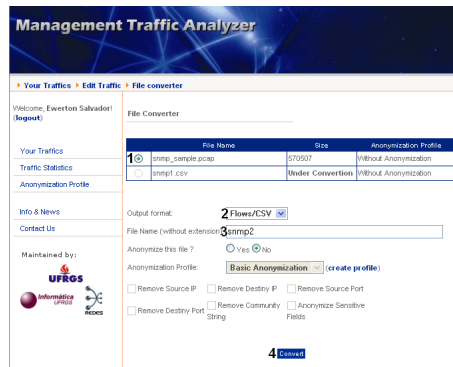 Management Traffic Analyzer
Your Traffics Edit Traffic File converter
Welcome, Ewerton Salvador!
(logout)
File Converter
File Name Size Anonymization Profile
1 snmp_sample.pcap 570507 Without Anonymization
snmp1.csv Under Convertion Without Anonymization
Your Traffics
Traffic Statistics
Anonymization Profile
Info & News
Contact Us
Maintained by:
UFRGS
Informática
UFRGS
REDES
Output format: 2 Flows/CSV
File Name (without extension) 3 snmp2
Anonymize this file ? Yes No
Anonymization Profile: Basic Anonymization (create profile)
Remove Source IP Remove Destiny IP Remove Source Port
Remove Destiny Port Remove Community String Anonymize Sensitive Fields
4 Convert